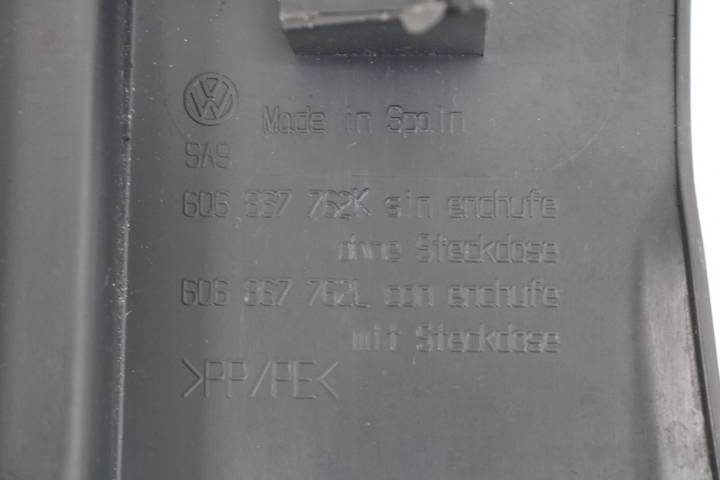 Made in Spain
SAS
6Q6 867 762K sin enchufe
ohne Steckdose
6Q6 867 762L con enchufe
mit Steckdose
>PP/PE<